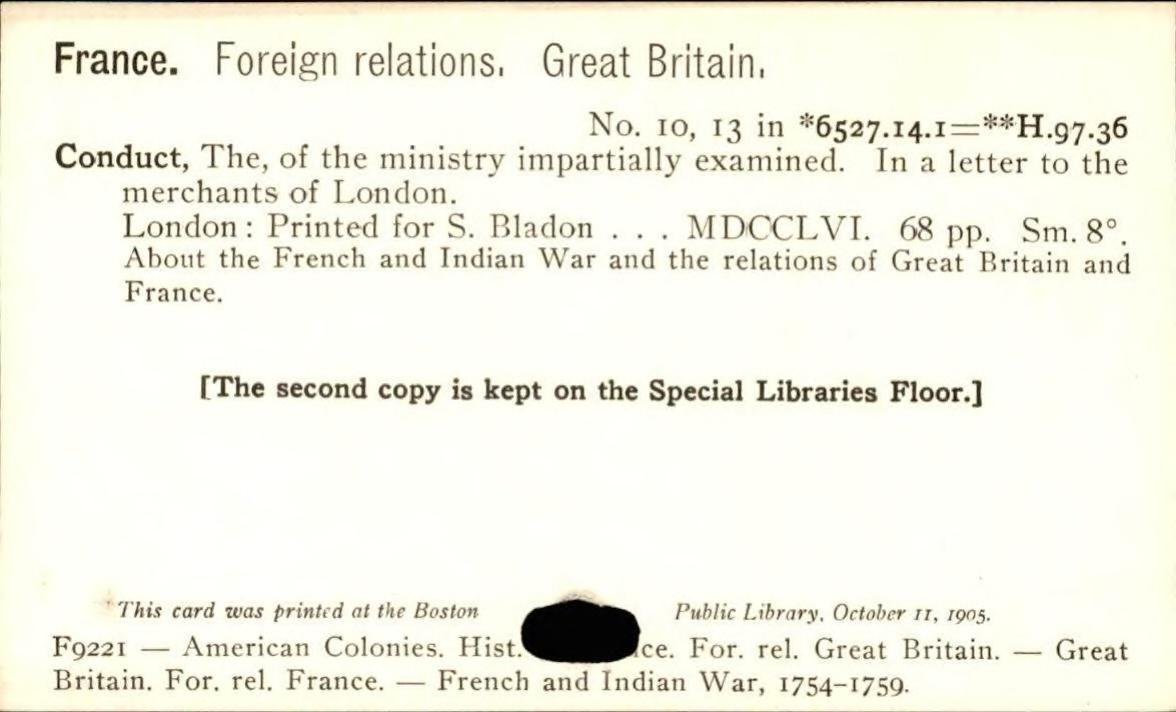 France. Foreign relations. Great Britain.
No. 10, 13 in *6527.14.1=**H.97.36
Conduct, The, of the ministry impartially examined. In a letter to the
merchants of London.
London : Printed for S. Bladon . . . MDCCLVI. 68 pp. Sm. 8°.
About the French and Indian War and the relations of Great Britain and
France.
[The second copy is kept on the Special Libraries Floor.]
This card was printed at the Boston Public Library, October 11, 1905.
F9221 — American Colonies. Hist. ce. For. rel. Great Britain. — Great
Britain. For. rel. France. — French and Indian War, 1754-1759.